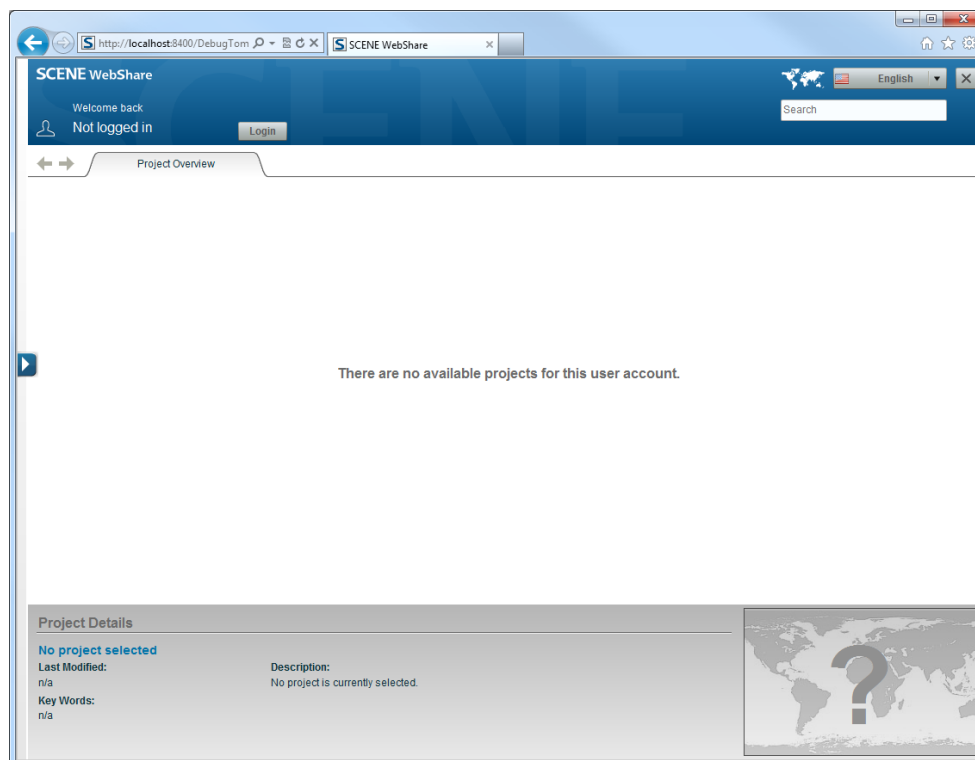 http://localhost:8400/DebugTom
SCENE WebShare
SCENE WebShare
English
Welcome back
Search
Not logged in
Login
Project Overview
There are no available projects for this user account.
Project Details
No project selected
Last Modified:
Description:
n/a
No project is currently selected.
Key Words:
n/a
?